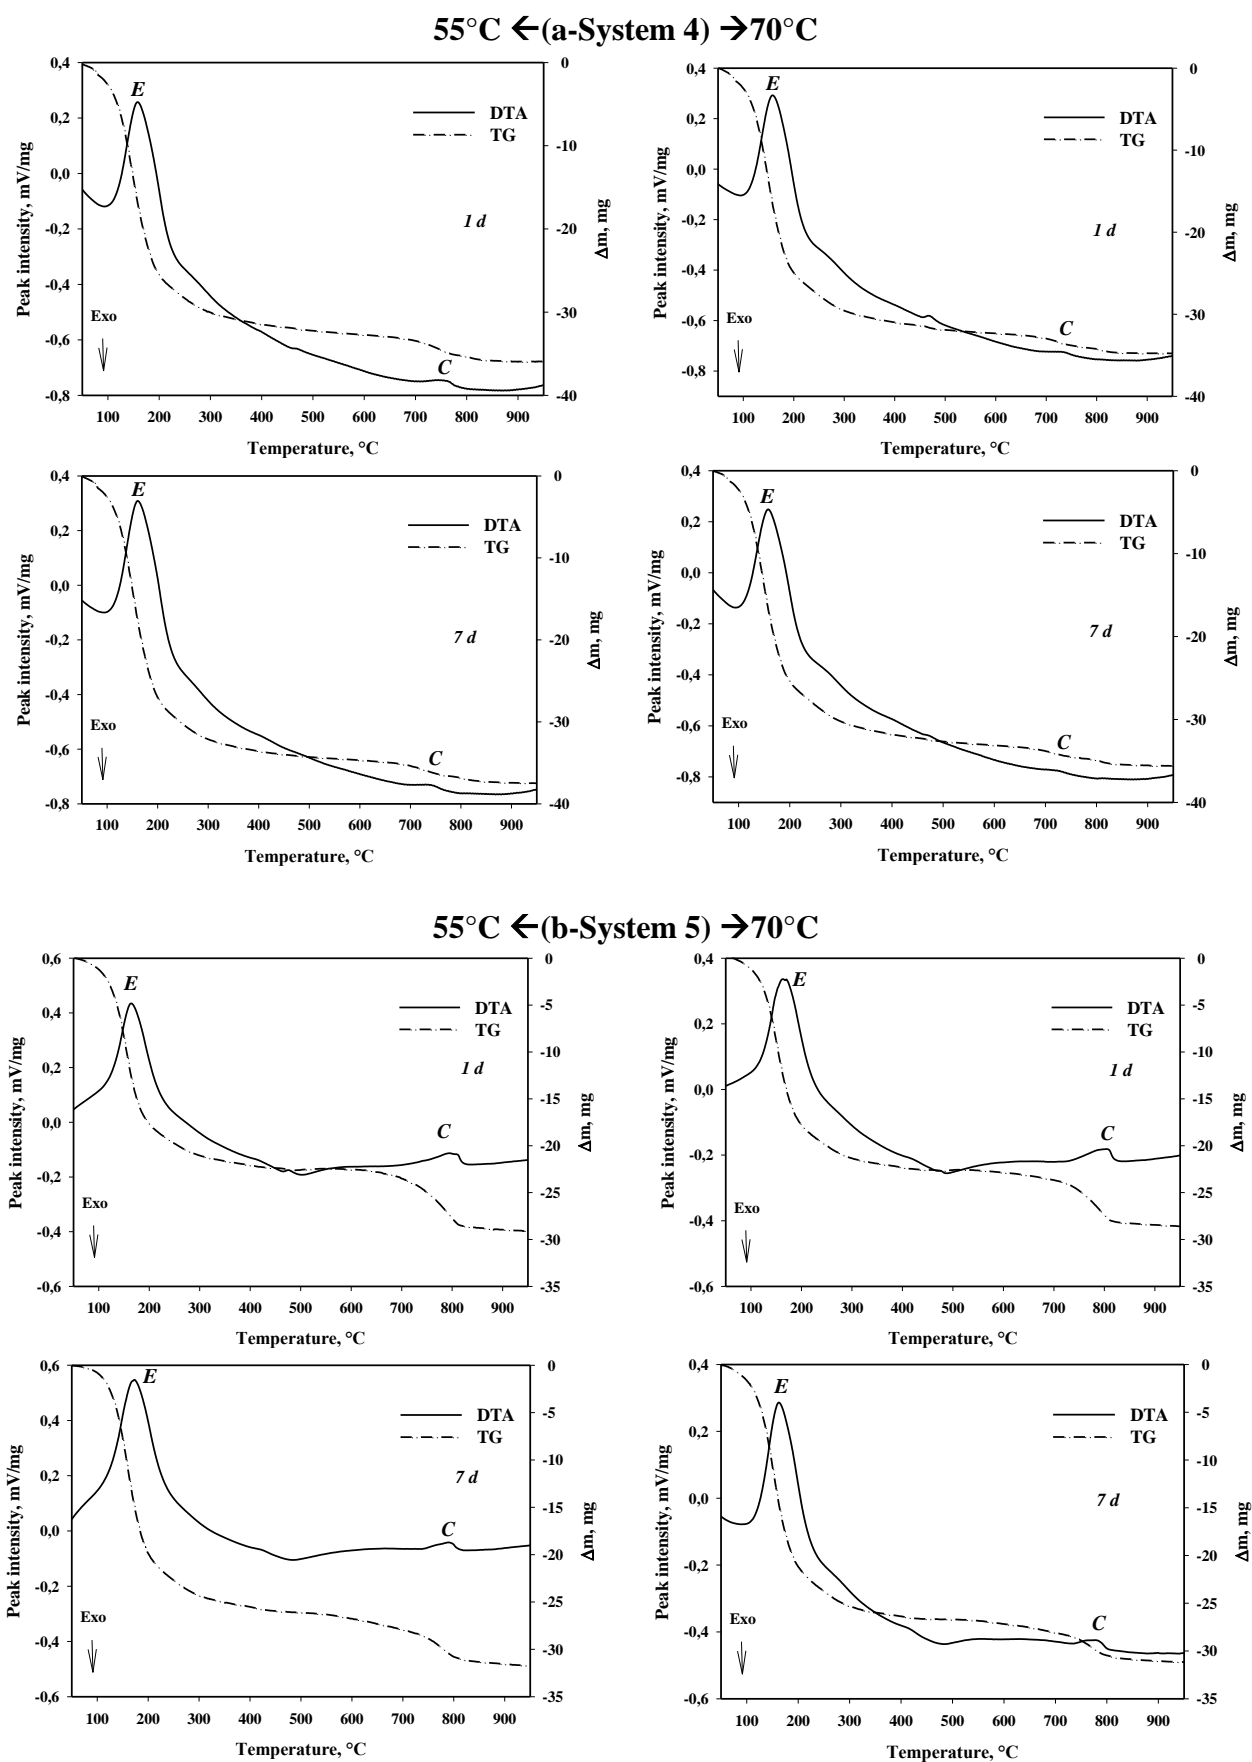 55°C ←(a-System 4) →70°C
0,4
0,2
0,0
-0,2
-0,4
-0,6
-0,8
Peak intensity, mV/mg
E
DTA
TG
1 d
Exo
C
0
-10
-20
-30
-40
Δm, mg
100 200 300 400 500 600 700 800 900
Temperature, °C
0,4
0,2
0,0
-0,2
-0,4
-0,6
-0,8
Peak intensity, mV/mg
E
DTA
TG
1 d
Exo
C
0
-10
-20
-30
-40
Δm, mg
100 200 300 400 500 600 700 800 900
Temperature, °C
0,4
0,2
0,0
-0,2
-0,4
-0,6
-0,8
Peak intensity, mV/mg
E
DTA
TG
7 d
Exo
C
0
-10
-20
-30
-40
Δm, mg
100 200 300 400 500 600 700 800 900
Temperature, °C
0,4
0,2
0,0
-0,2
-0,4
-0,6
-0,8
Peak intensity, mV/mg
E
DTA
TG
7 d
Exo
C
0
-10
-20
-30
-40
Δm, mg
100 200 300 400 500 600 700 800 900
Temperature, °C
55°C ←(b-System 5) →70°C
0,6
0,4
0,2
0,0
-0,2
-0,4
-0,6
Peak intensity, mV/mg
E
DTA
TG
1 d
C
Exo
0
-5
-10
-15
-20
-25
-30
-35
Δm, mg
100 200 300 400 500 600 700 800 900
Temperature, °C
0,4
0,2
0,0
-0,2
-0,4
-0,6
Peak intensity, mV/mg
E
DTA
TG
1 d
C
Exo
0
-5
-10
-15
-20
-25
-30
-35
Δm, mg
100 200 300 400 500 600 700 800 900
Temperature, °C
0,6
0,4
0,2
0,0
-0,2
-0,4
-0,6
Peak intensity, mV/mg
E
DTA
TG
7 d
C
Exo
0
-5
-10
-15
-20
-25
-30
-35
Δm, mg
100 200 300 400 500 600 700 800 900
Temperature, °C
0,4
0,2
0,0
-0,2
-0,4
-0,6
Peak intensity, mV/mg
E
DTA
TG
7 d
Exo
C
0
-5
-10
-15
-20
-25
-30
-35
Δm, mg
100 200 300 400 500 600 700 800 900
Temperature, °C